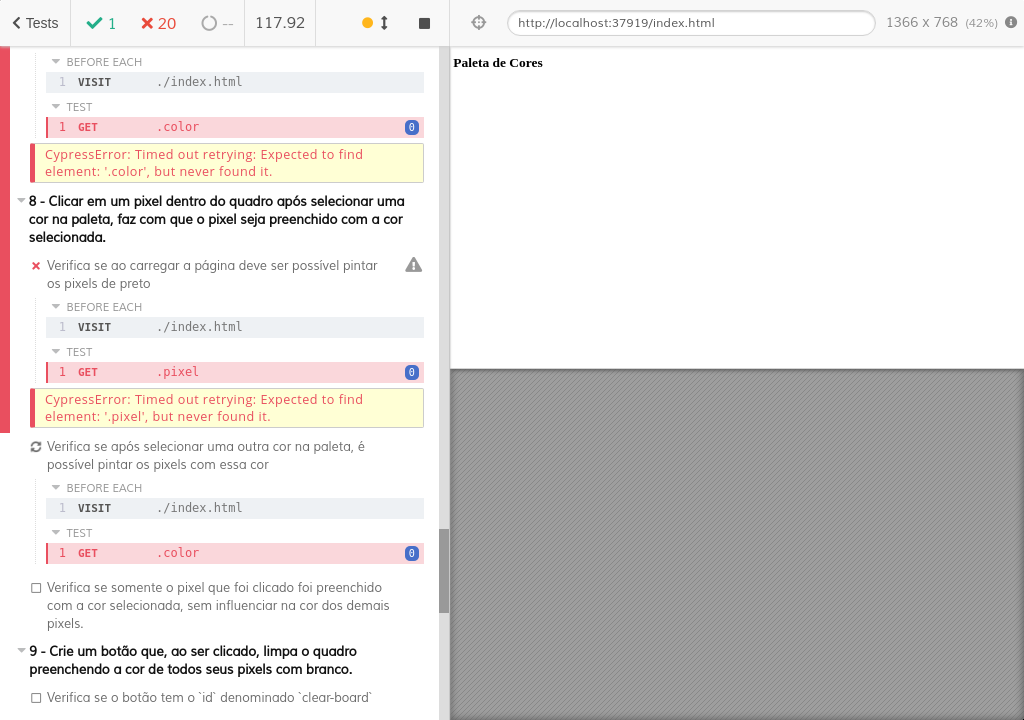 Tests 1 20 -- 117.92 http://localhost:37919/index.html 1366 x 768 (42%)
BEFORE EACH
1 VISIT ./index.html
TEST
1 GET .color 0
CypressError: Timed out retrying: Expected to find
element: '.color', but never found it.
8 - Clicar em um pixel dentro do quadro após selecionar uma
cor na paleta, faz com que o pixel seja preenchido com a cor
selecionada.
Verifica se ao carregar a página deve ser possível pintar
os pixels de preto
BEFORE EACH
1 VISIT ./index.html
TEST
1 GET .pixel 0
CypressError: Timed out retrying: Expected to find
element: '.pixel', but never found it.
Verifica se após selecionar uma outra cor na paleta, é
possível pintar os pixels com essa cor
BEFORE EACH
1 VISIT ./index.html
TEST
1 GET .color 0
Verifica se somente o pixel que foi clicado foi preenchido
com a cor selecionada, sem influenciar na cor dos demais
pixels.
9 - Crie um botão que, ao ser clicado, limpa o quadro
preenchendo a cor de todos seus pixels com branco.
Verifica se o botão tem o `id` denominado `clear-board`
Paleta de Cores